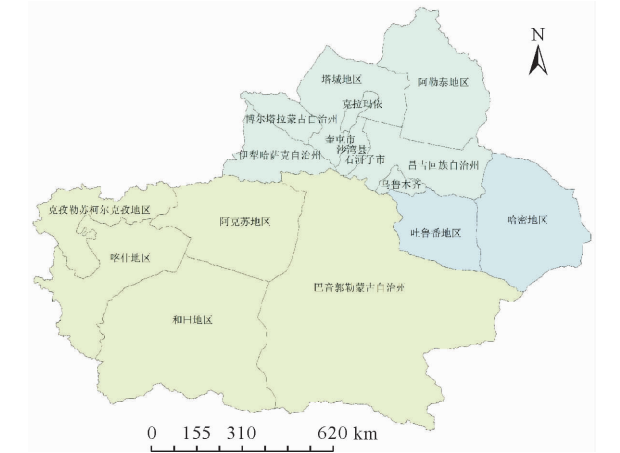 N
阿勒泰地区
塔城地区
克拉玛依
博尔塔拉蒙古自治州
奎屯市
沙湾县
石河子市
伊犁哈萨克自治州
昌吉回族自治州
乌鲁木齐
克孜勒苏柯尔克孜地区
阿克苏地区
吐鲁番地区
哈密地区
喀什地区
巴音郭勒蒙古自治州
和田地区
0 155 310 620 km